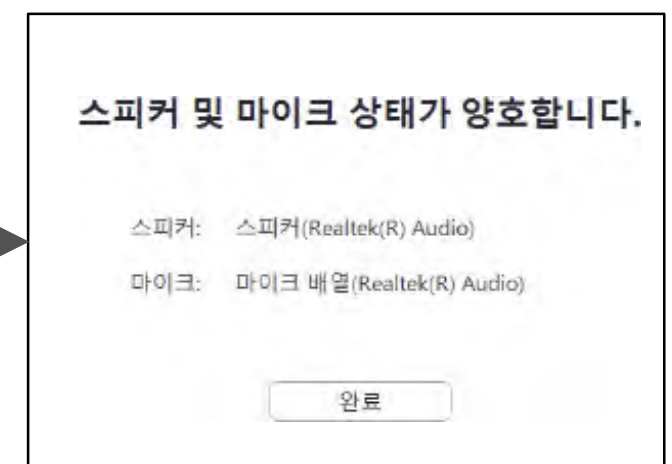 스피커 및 마이크 상태가 양호합니다.
스피커: 스피커(Realtek(R) Audio)
마이크: 마이크 배열(Realtek(R) Audio)
완료